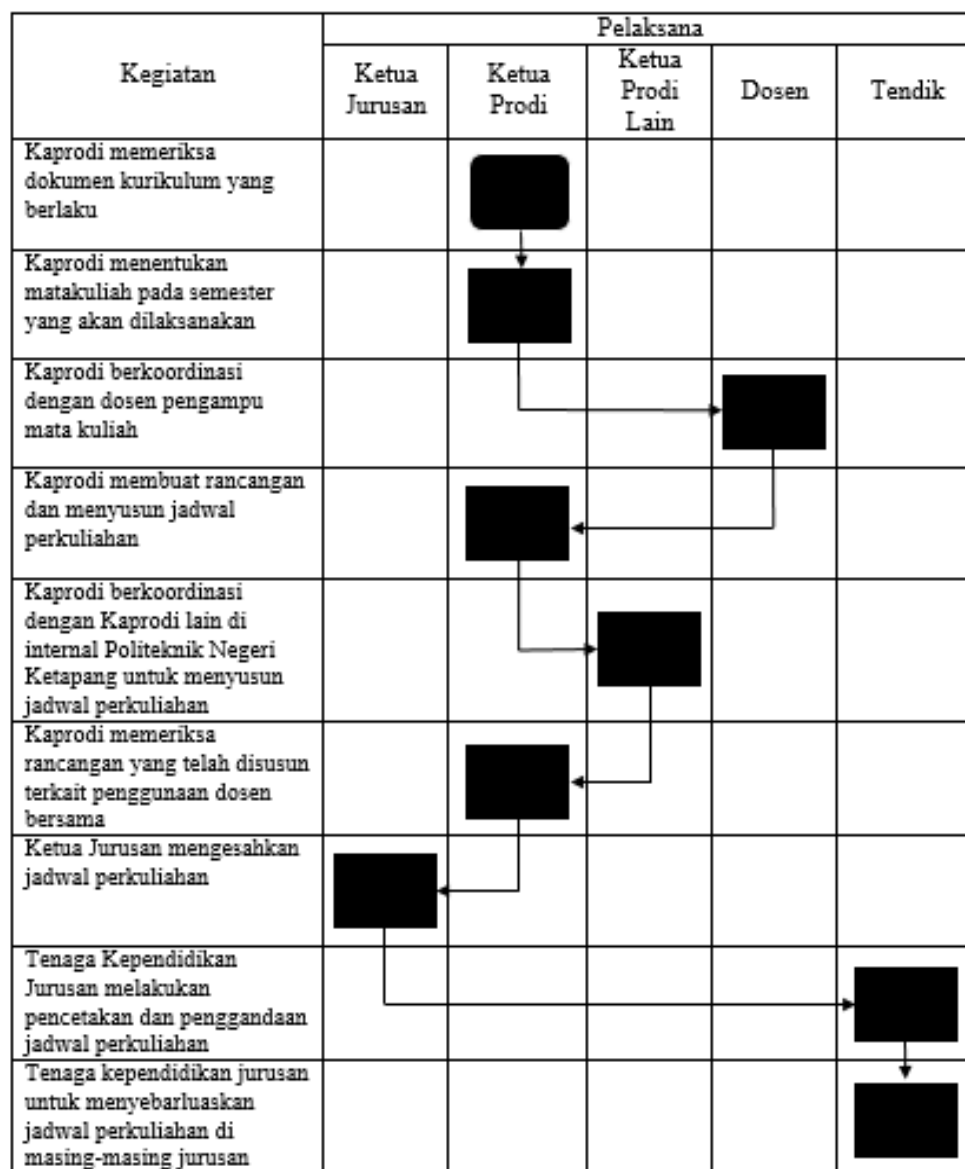 Kegiatan
Pelaksana
Ketua
Jurusan
Ketua
Prodi
Ketua
Prodi
Lain
Dosen
Tendik
Kaprodi memeriksa
dokumen kurikulum yang
berlaku
Kaprodi menentukan
matakuliah pada semester
yang akan dilaksanakan
Kaprodi berkoordinasi
dengan dosen pengampu
mata kuliah
Kaprodi membuat rancangan
dan menyusun jadwal
perkuliahan
Kaprodi berkoordinasi
dengan Kaprodi lain di
internal Politeknik Negeri
Ketapang untuk menyusun
jadwal perkuliahan
Kaprodi memeriksa
rancangan yang telah disusun
terkait penggunaan dosen
bersama
Ketua Jurusan mengesahkan
jadwal perkuliahan
Tenaga Kependidikan
Jurusan melakukan
pencetakan dan penggandaan
jadwal perkuliahan
Tenaga kependidikan jurusan
untuk menyebarluaskan
jadwal perkuliahan di
masing-masing jurusan